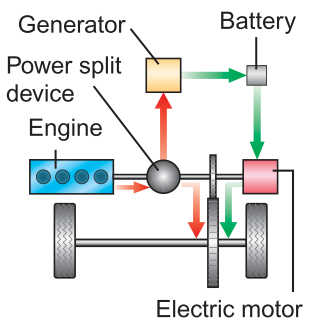 Generator
Battery
Power split
device
Engine
Electric motor